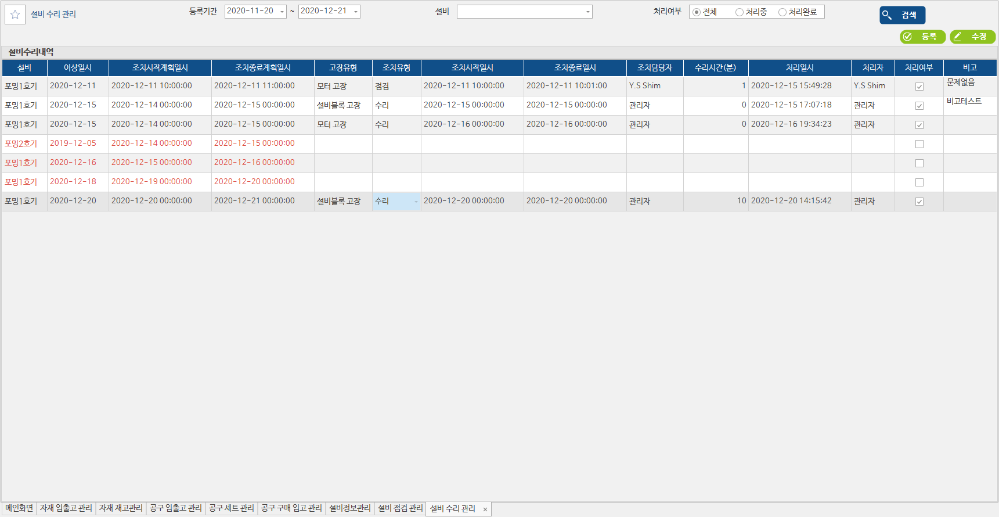 설비 수리 관리 등록기간 2020-11-20 ~ 2020-12-21 설비 처리여부 전체 처리중 처리완료 검색
등록 수정
설비수리내역
설비 이상일시 조치시작계획일시 조치종료계획일시 고장유형 조치유형 조치시작일시 조치종료일시 조치담당자 수리시간(분) 처리일시 처리자 처리여부 비고
포밍1호기 2020-12-11 2020-12-11 10:00:00 2020-12-11 11:00:00 모터 고장 점검 2020-12-11 10:00:00 2020-12-11 10:01:00 Y.S Shim 1 2020-12-15 15:49:28 Y.S Shim 문제없음
포밍1호기 2020-12-15 2020-12-14 00:00:00 2020-12-15 00:00:00 설비블록 고장 수리 2020-12-15 00:00:00 2020-12-15 00:00:00 관리자 0 2020-12-15 17:07:18 관리자 비고테스트
포밍1호기 2020-12-15 2020-12-14 00:00:00 2020-12-15 00:00:00 모터 고장 수리 2020-12-16 00:00:00 2020-12-16 00:00:00 관리자 0 2020-12-16 19:34:23 관리자
포밍2호기 2019-12-05 2020-12-14 00:00:00 2020-12-15 00:00:00
포밍1호기 2020-12-16 2020-12-15 00:00:00 2020-12-16 00:00:00
포밍1호기 2020-12-18 2020-12-19 00:00:00 2020-12-20 00:00:00
포밍1호기 2020-12-20 2020-12-20 00:00:00 2020-12-21 00:00:00 설비블록 고장 수리 2020-12-20 00:00:00 2020-12-20 00:00:00 관리자 10 2020-12-20 14:15:42 관리자
메인화면 자재 입출고 관리 자재 재고관리 공구 입출고 관리 공구 세트 관리 공구 구매 입고 관리 설비정보관리 설비 점검 관리 설비 수리 관리 ×